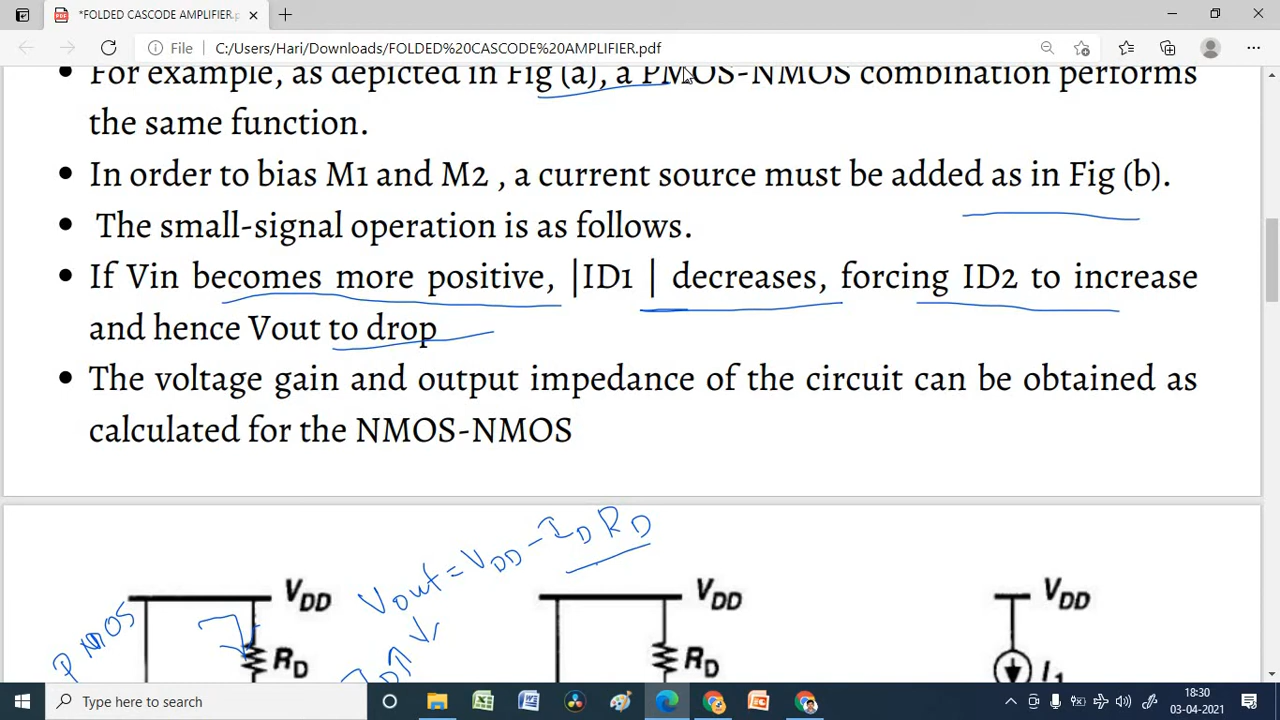 *FOLDED CASCODE AMPLIFIER.p
File C:/Users/Hari/Downloads/FOLDED%20CASCODE%20AMPLIFIER.pdf
• For example, as depicted in Fig (a), a PMOS-NMOS combination performs
the same function.
• In order to bias M1 and M2 , a current source must be added as in Fig (b).
• The small-signal operation is as follows.
• If Vin becomes more positive, |ID1 | decreases, forcing ID2 to increase
and hence Vout to drop
• The voltage gain and output impedance of the circuit can be obtained as
calculated for the NMOS-NMOS
Vout = VDD - ID RD
VDD VDD VDD
PMOS
RD ID↑ RD I1
Type here to search
18:30
03-04-2021